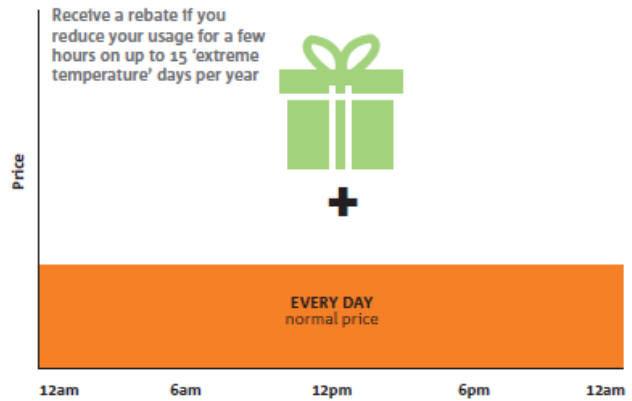 Receive a rebate if you
reduce your usage for a few
hours on up to 15 ‘extreme
temperature’ days per year
Price
+
EVERY DAY
normal price
12am 6am 12pm 6pm 12am